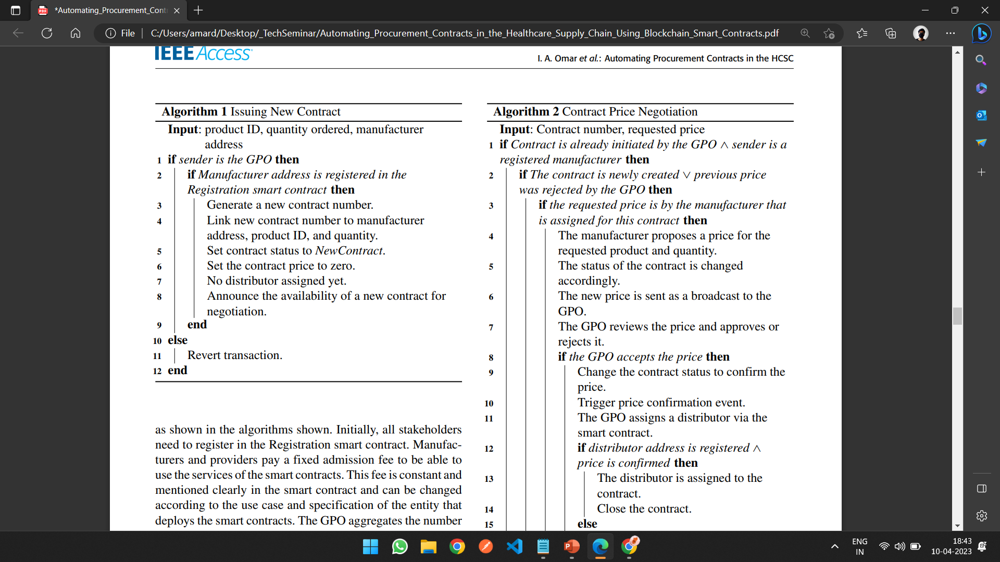 *Automating_Procurement_Cont
File
C:/Users/amard/Desktop/_TechSeminar/Automating_Procurement_Contracts_in_the_Healthcare_Supply_Chain_Using_Blockchain_Smart_Contracts.pdf
IEEE Access
I. A. Omar et al.: Automating Procurement Contracts in the HCSC
Algorithm 1 Issuing New Contract
Input: product ID, quantity ordered, manufacturer
address
1 if sender is the GPO then
2 if Manufacturer address is registered in the
Registration smart contract then
3 Generate a new contract number.
4 Link new contract number to manufacturer
address, product ID, and quantity.
5 Set contract status to NewContract.
6 Set the contract price to zero.
7 No distributor assigned yet.
8 Announce the availability of a new contract for
negotiation.
9 end
10 else
11 Revert transaction.
12 end
as shown in the algorithms shown. Initially, all stakeholders
need to register in the Registration smart contract. Manufac-
turers and providers pay a fixed admission fee to be able to
use the services of the smart contracts. This fee is constant and
mentioned clearly in the smart contract and can be changed
according to the use case and specification of the entity that
deploys the smart contracts. The GPO aggregates the number
Algorithm 2 Contract Price Negotiation
Input: Contract number, requested price
1 if Contract is already initiated by the GPO ∧ sender is a
registered manufacturer then
2 if The contract is newly created ∨ previous price
was rejected by the GPO then
3 if the requested price is by the manufacturer that
is assigned for this contract then
4 The manufacturer proposes a price for the
requested product and quantity.
5 The status of the contract is changed
accordingly.
6 The new price is sent as a broadcast to the
GPO.
7 The GPO reviews the price and approves or
rejects it.
8 if the GPO accepts the price then
9 Change the contract status to confirm the
price.
10 Trigger price confirmation event.
11 The GPO assigns a distributor via the
smart contract.
12 if distributor address is registered ∧
price is confirmed then
13 The distributor is assigned to the
contract.
14 Close the contract.
15 else
ENG
IN
18:43
10-04-2023